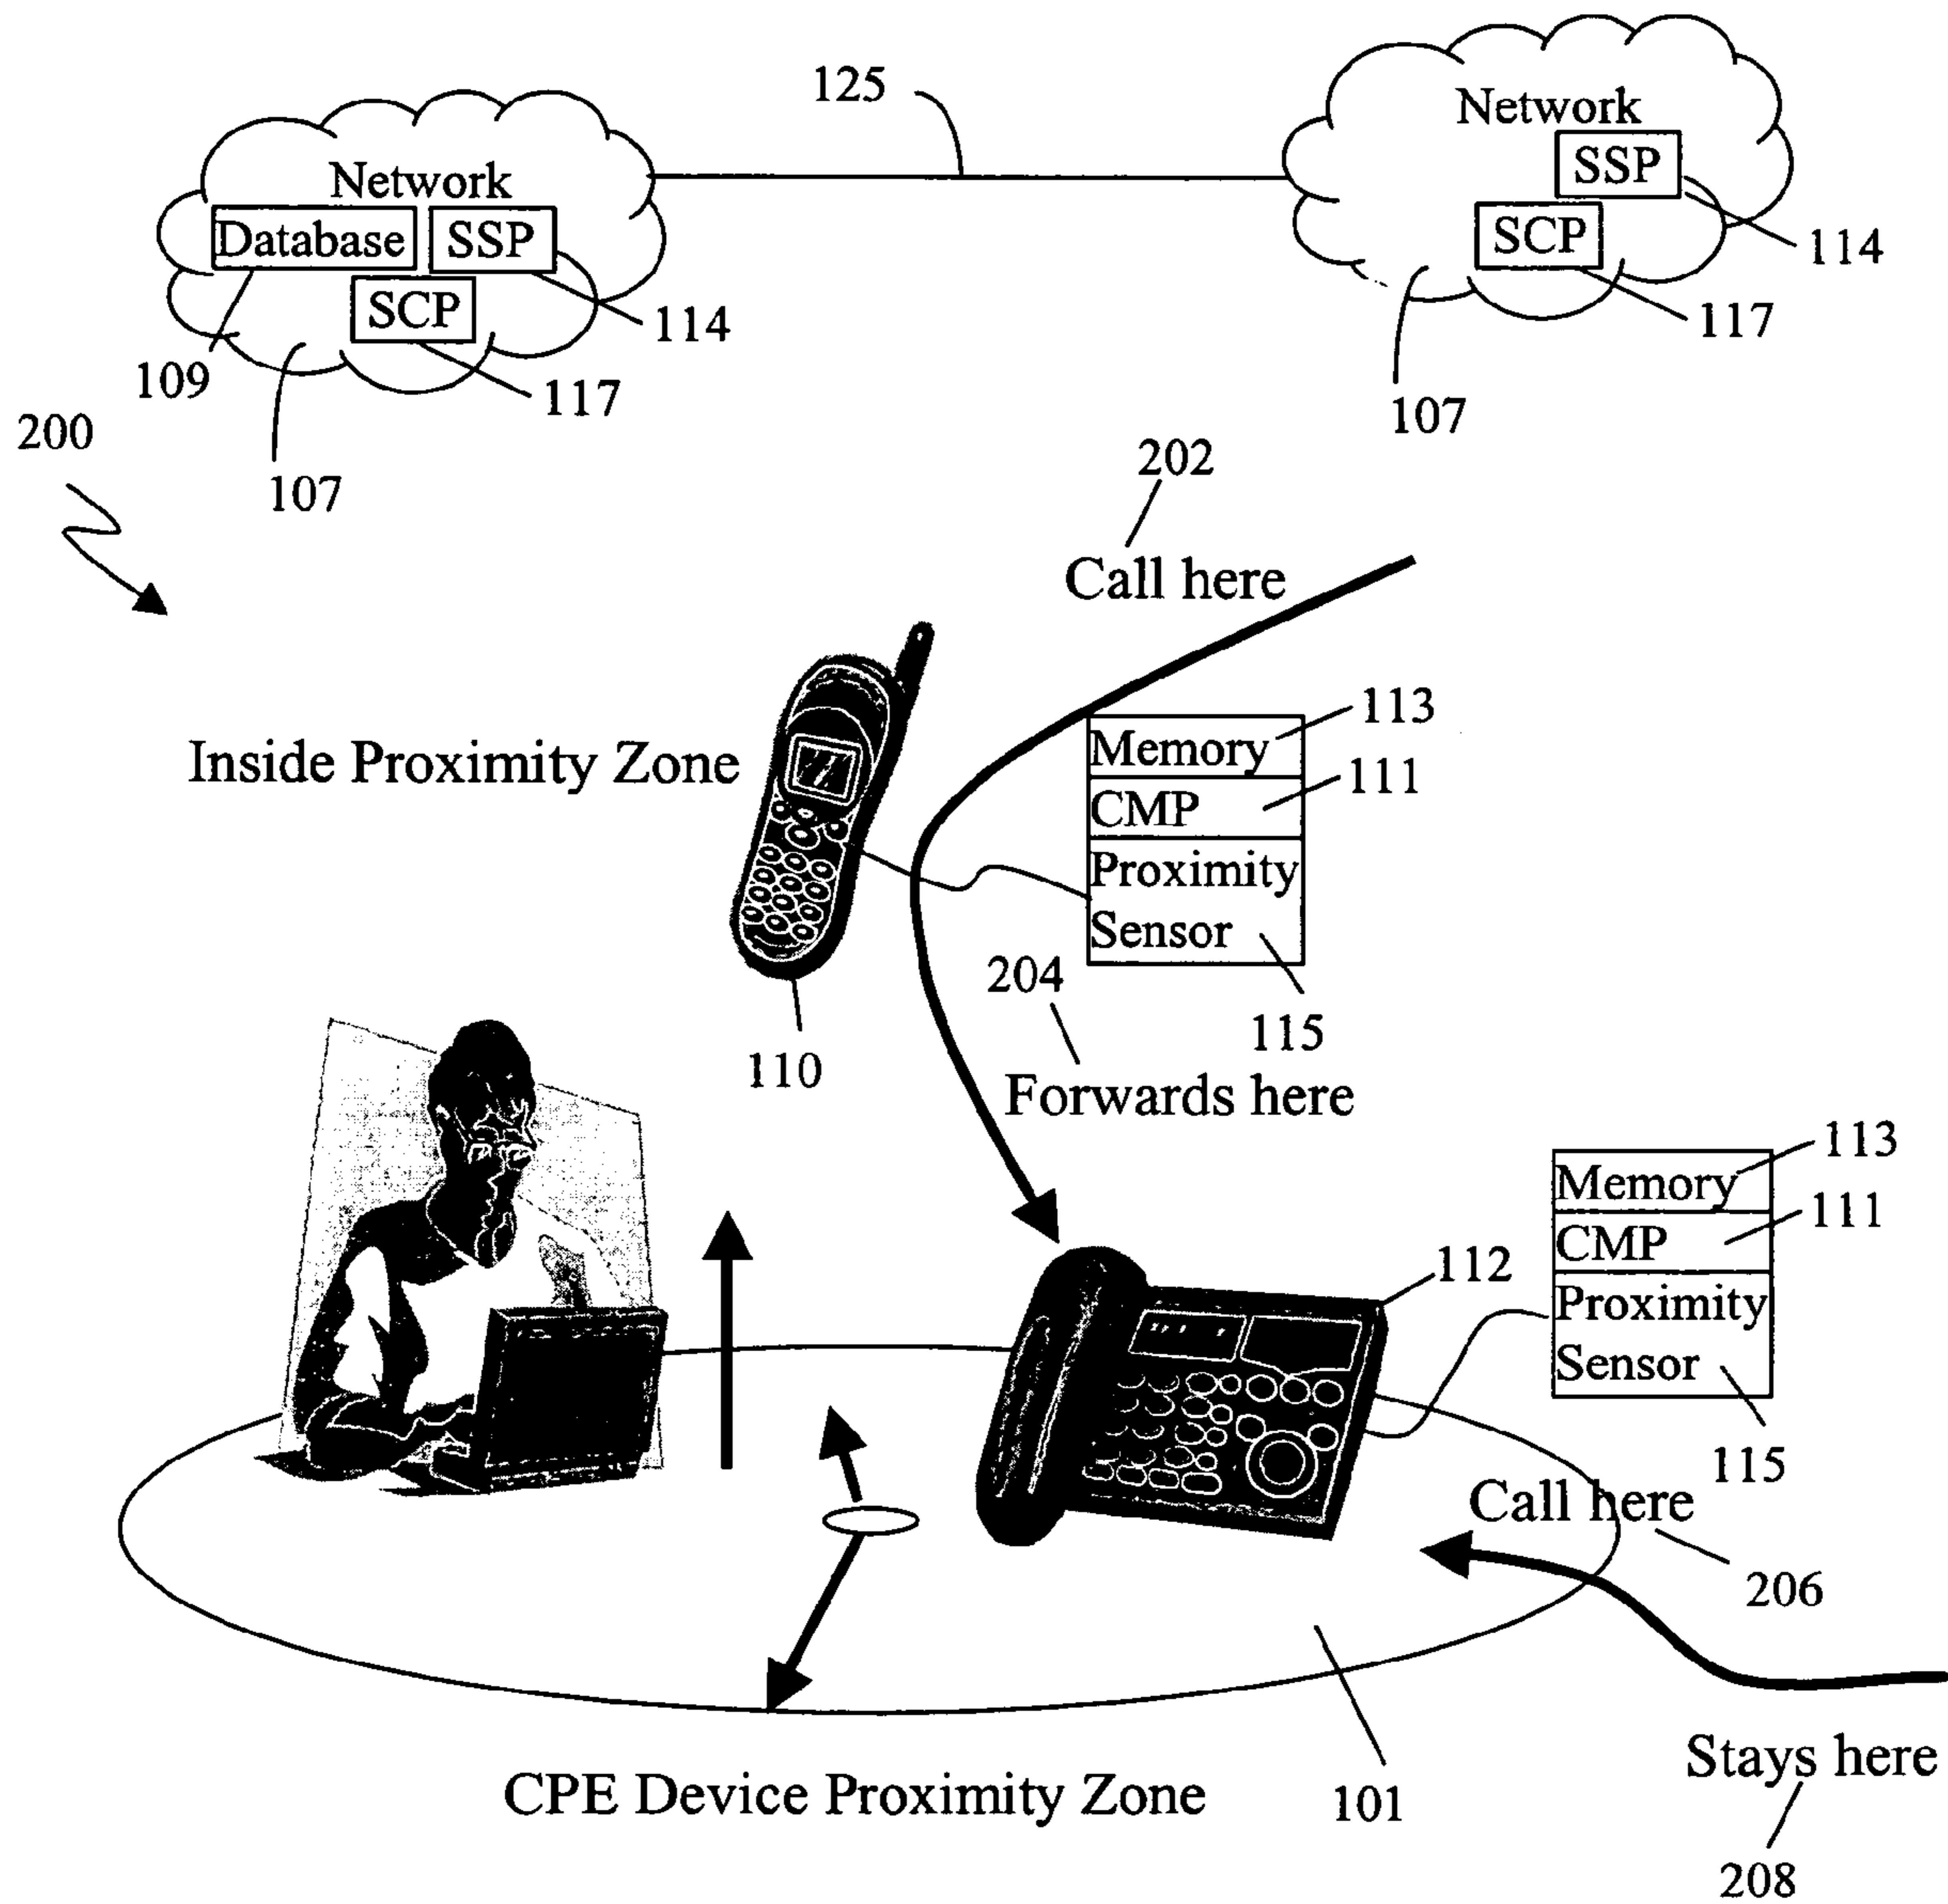 125
Network
SSP
SCP
114
117
107
Network
Database
SSP
SCP
114
109
117
107
200
202
Call here
Inside Proximity Zone
Memory
113
CMP
111
Proximity
Sensor
115
110
204
Forwards here
Memory
113
CMP
111
Proximity
Sensor
115
112
Call here
206
Stays here
208
CPE Device Proximity Zone
101